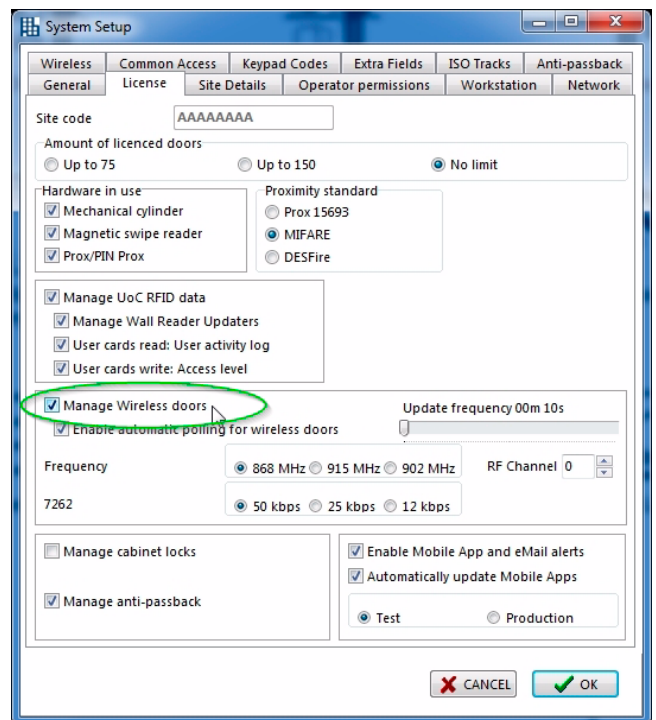 System Setup
Wireless Common Access Keypad Codes Extra Fields ISO Tracks Anti-passback
General License Site Details Operator permissions Workstation Network
Site code AAAAAAAA
Amount of licenced doors
Up to 75 Up to 150 No limit
Hardware in use Proximity standard
Mechanical cylinder Prox 15693
Magnetic swipe reader MIFARE
Prox/PIN Prox DESFire
Manage UoC RFID data
Manage Wall Reader Updaters
User cards read: User activity log
User cards write: Access level
Manage Wireless doors Update frequency 00m 10s
Enable automatic polling for wireless doors
Frequency 868 MHz 915 MHz 902 MHz RF Channel 0
7262 50 kbps 25 kbps 12 kbps
Manage cabinet locks Enable Mobile App and eMail alerts
Automatically update Mobile Apps
Manage anti-passback
Test Production
CANCEL OK